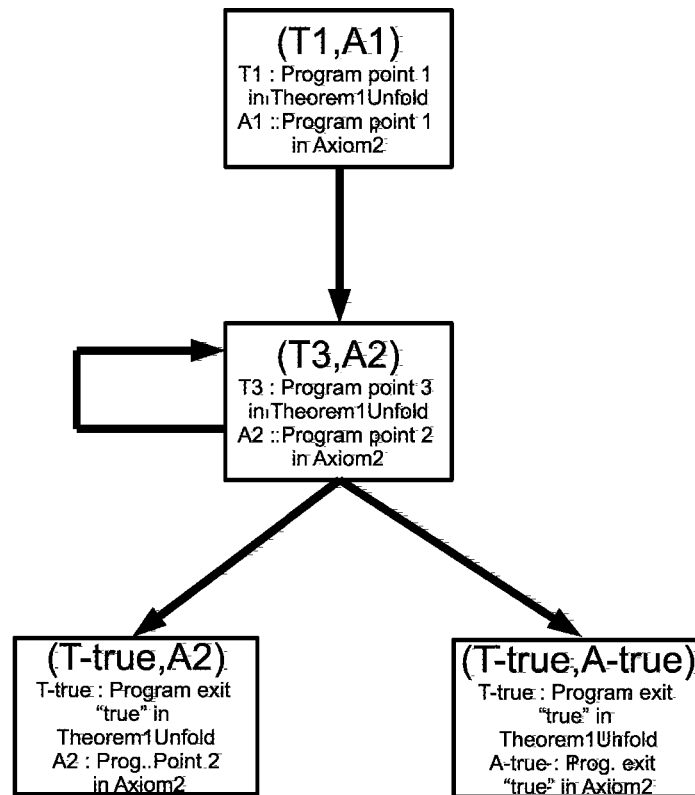 (T1,A1)
T1 : Program point 1
in Theorem1Unfold
A1 : Program point 1
in Axiom2
(T3,A2)
T3 : Program point 3
in Theorem1Unfold
A2 : Program point 2
in Axiom2
(T-true,A2)
T-true : Program exit
“true” in
Theorem1Unfold
A2 : Prog. Point 2
in Axiom2
(T-true,A-true)
T-true : Program exit
“true” in
Theorem1Unfold
A-true : Prog. exit
“true” in Axiom2